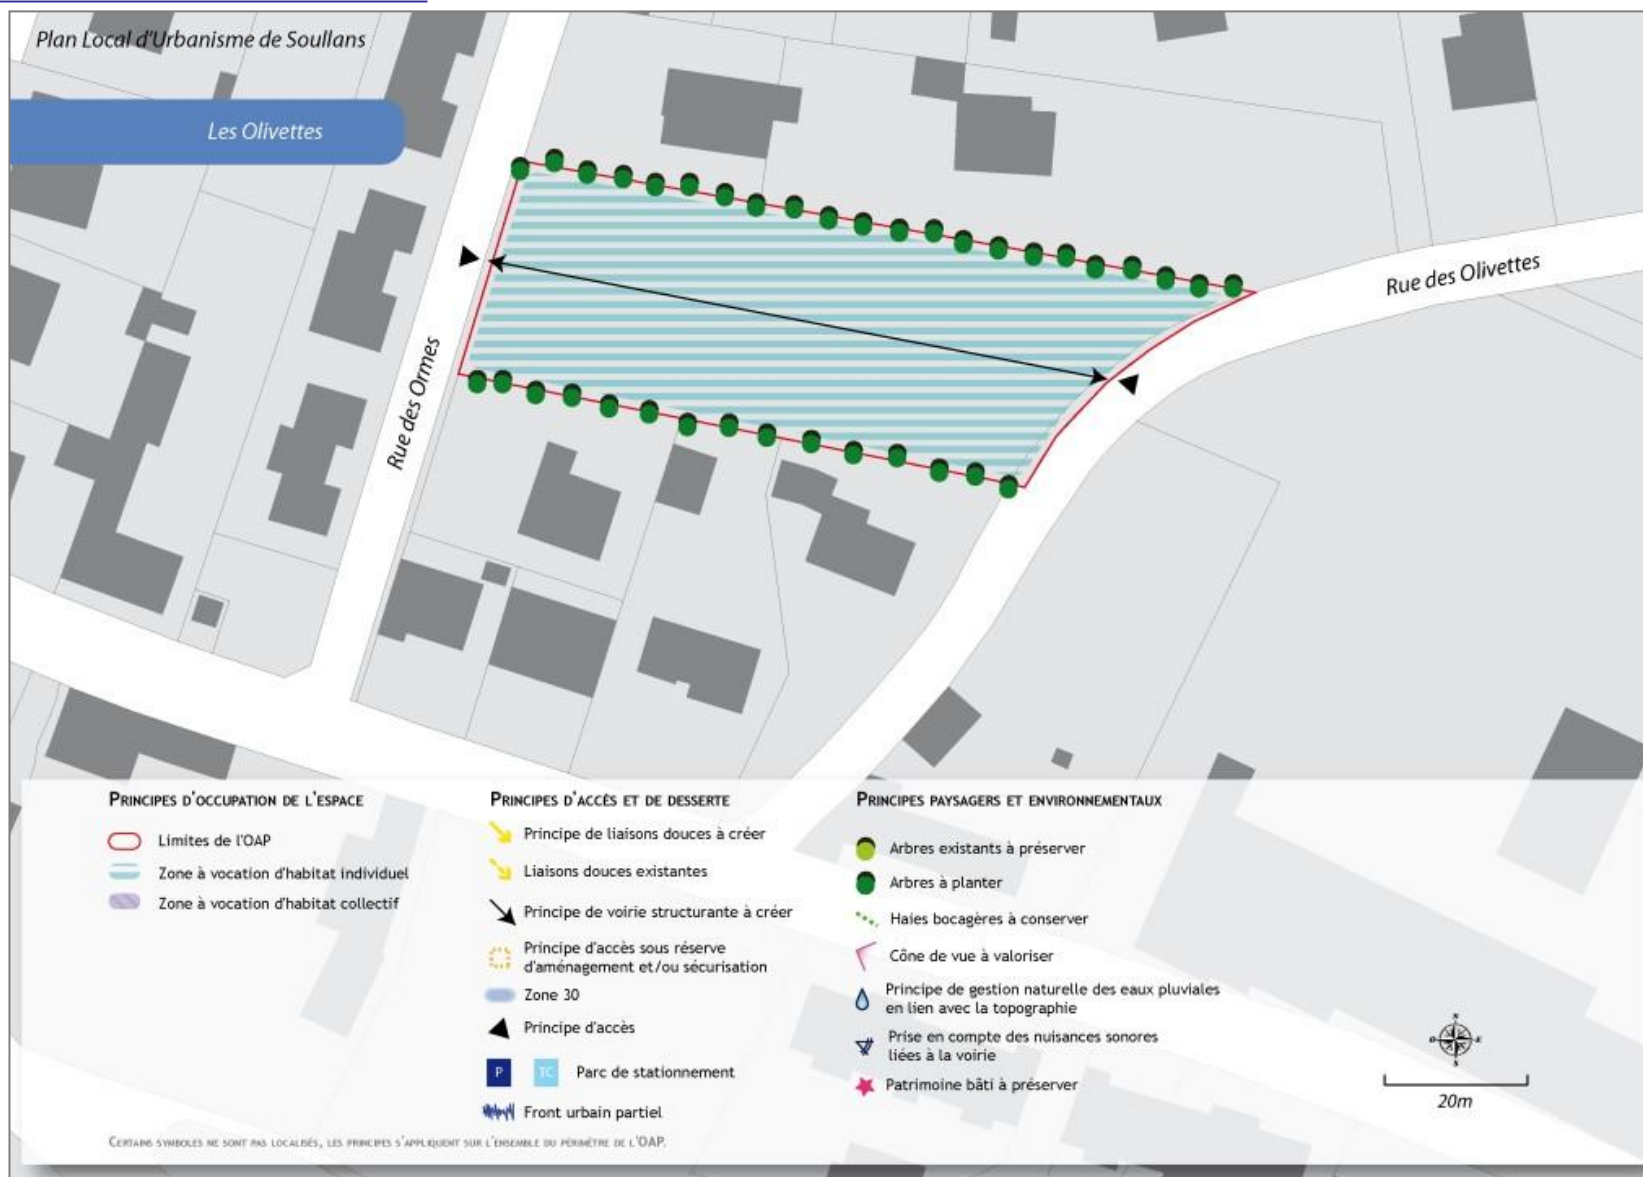 Plan Local d'Urbanisme de Soullans
Les Olivettes
Rue des Olivettes
Rue des Ormes
PRINCIPES D'OCCUPATION DE L'ESPACE
Limites de l'OAP
Zone à vocation d'habitat individuel
Zone à vocation d'habitat collectif
PRINCIPES D'ACCÈS ET DE DESSERTE
Principe de liaisons douces à créer
Liaisons douces existantes
Principe de voirie structurante à créer
Principe d'accès sous réserve
d'aménagement et/ou sécurisation
Zone 30
Principe d'accès
P
TC
Parc de stationnement
Front urbain partiel
PRINCIPES PAYSAGERS ET ENVIRONNEMENTAUX
Arbres existants à préserver
Arbres à planter
Haies bocagères à conserver
Cône de vue à valoriser
Principe de gestion naturelle des eaux pluviales
en lien avec la topographie
Prise en compte des nuisances sonores
liées à la voirie
Patrimoine bâti à préserver
N
O
E
S
20m
CERTAINS SYMBOLES NE SONT PAS LOCALISÉS, LES PRINCIPES S'APPLIQUENT SUR L'ENSEMBLE DU PÉRIMÈTRE DE L'OAP.